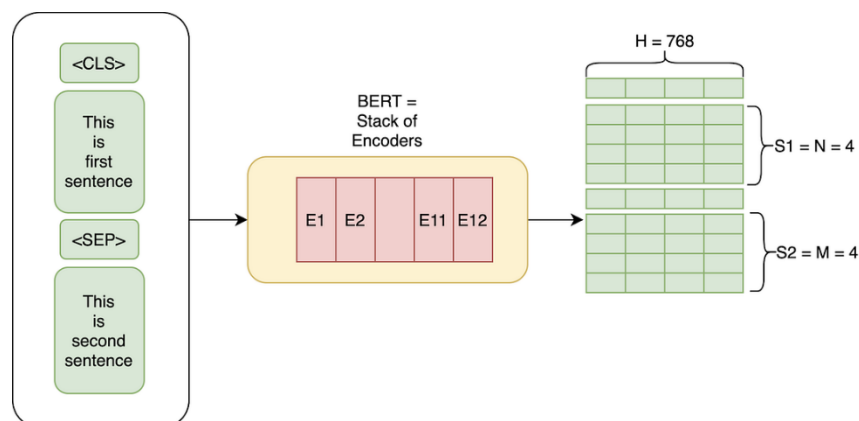 <CLS>
This
is
first
sentence
<SEP>
This
is
second
sentence
BERT =
Stack of
Encoders
E1 E2 E11 E12
H = 768
S1 = N = 4
S2 = M = 4